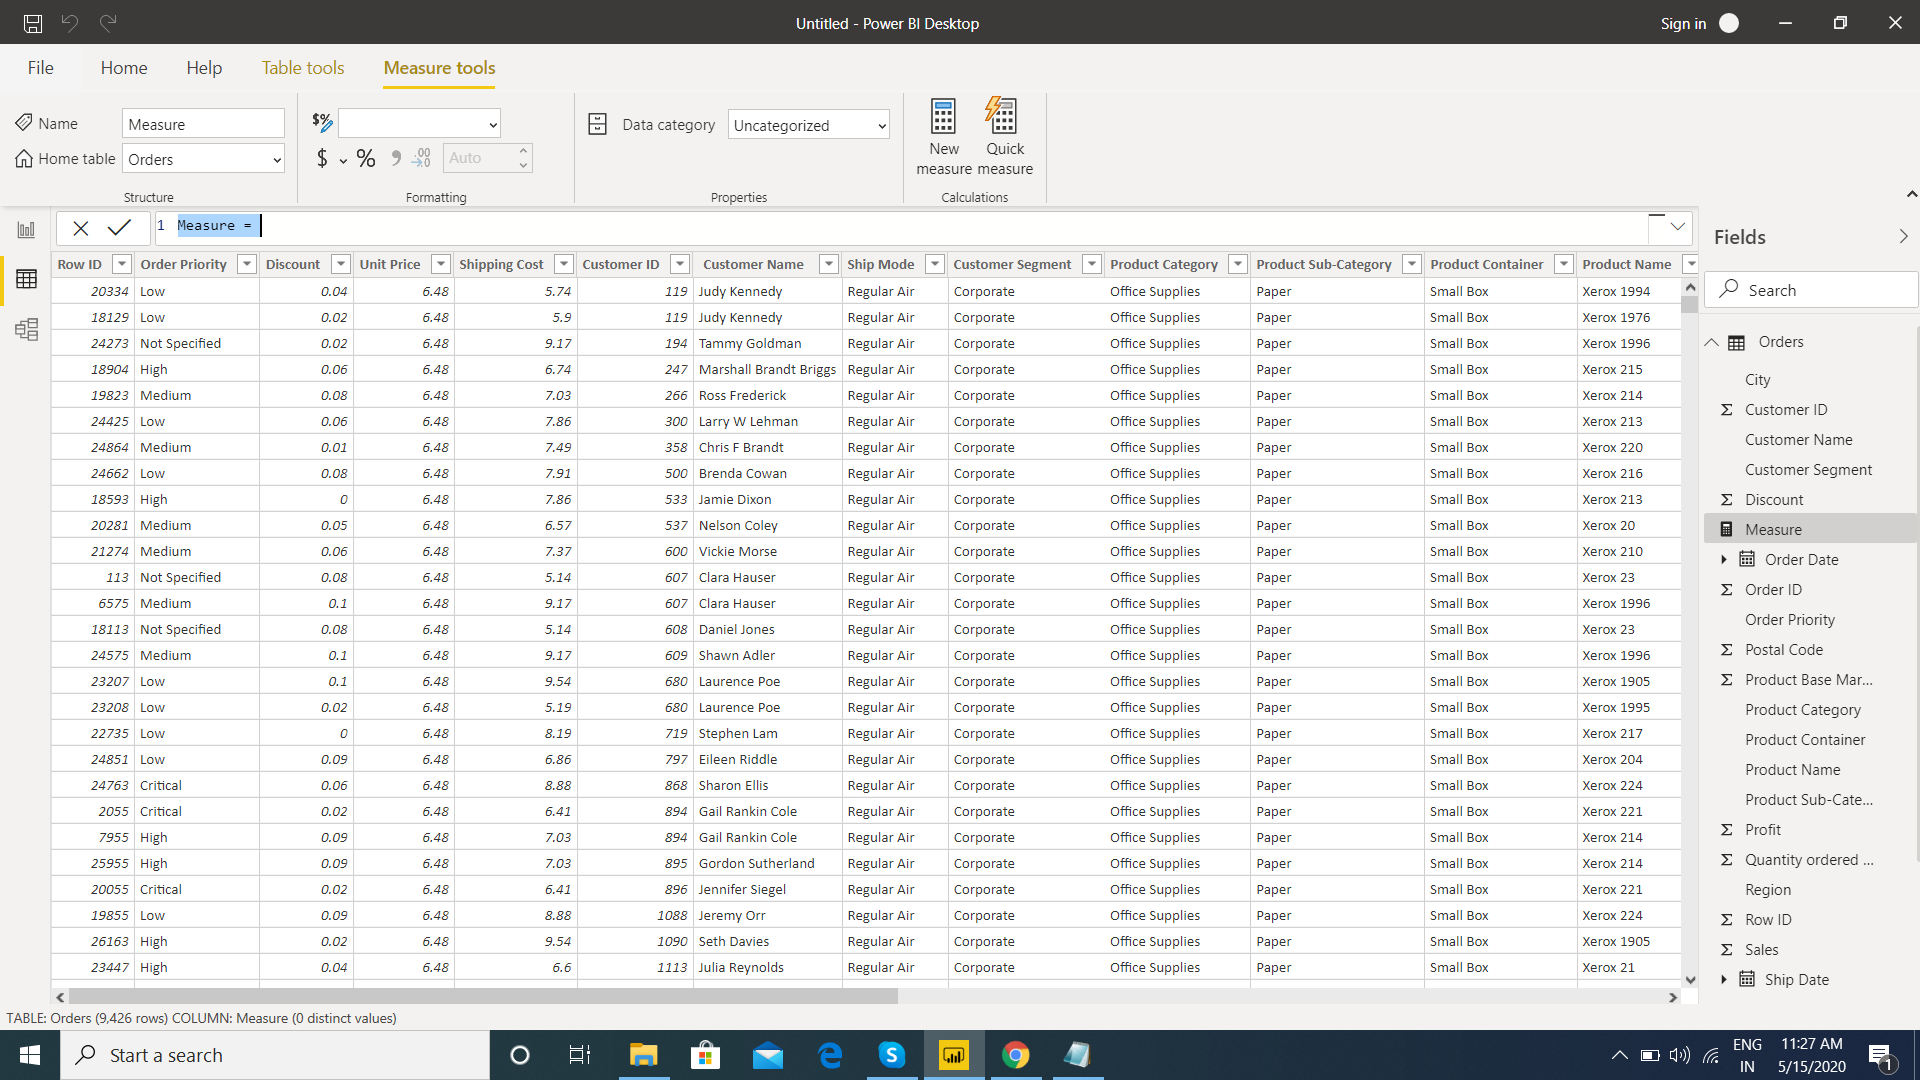 Untitled - Power BI Desktop
Sign in
File Home Help Table tools Measure tools
Name Measure
Home table Orders
Structure
$%
$ % 9 .00 Auto
Formatting
Data category Uncategorized
Properties
New measure
Quick measure
Calculations
1 Measure =
Row ID Order Priority Discount Unit Price Shipping Cost Customer ID Customer Name Ship Mode Customer Segment Product Category Product Sub-Category Product Container Product Name
20334 Low 0.04 6.48 5.74 119 Judy Kennedy Regular Air Corporate Office Supplies Paper Small Box Xerox 1994
18129 Low 0.02 6.48 5.9 119 Judy Kennedy Regular Air Corporate Office Supplies Paper Small Box Xerox 1976
24273 Not Specified 0.02 6.48 9.17 194 Tammy Goldman Regular Air Corporate Office Supplies Paper Small Box Xerox 1996
18904 High 0.06 6.48 6.74 247 Marshall Brandt Briggs Regular Air Corporate Office Supplies Paper Small Box Xerox 215
19823 Medium 0.08 6.48 7.03 266 Ross Frederick Regular Air Corporate Office Supplies Paper Small Box Xerox 214
24425 Low 0.06 6.48 7.86 300 Larry W Lehman Regular Air Corporate Office Supplies Paper Small Box Xerox 213
24864 Medium 0.01 6.48 7.49 358 Chris F Brandt Regular Air Corporate Office Supplies Paper Small Box Xerox 220
24662 Low 0.08 6.48 7.91 500 Brenda Cowan Regular Air Corporate Office Supplies Paper Small Box Xerox 216
18593 High 0 6.48 7.86 533 Jamie Dixon Regular Air Corporate Office Supplies Paper Small Box Xerox 213
20281 Medium 0.05 6.48 6.57 537 Nelson Coley Regular Air Corporate Office Supplies Paper Small Box Xerox 20
21274 Medium 0.06 6.48 7.37 600 Vickie Morse Regular Air Corporate Office Supplies Paper Small Box Xerox 210
113 Not Specified 0.08 6.48 5.14 607 Clara Hauser Regular Air Corporate Office Supplies Paper Small Box Xerox 23
6575 Medium 0.1 6.48 9.17 607 Clara Hauser Regular Air Corporate Office Supplies Paper Small Box Xerox 1996
18113 Not Specified 0.08 6.48 5.14 608 Daniel Jones Regular Air Corporate Office Supplies Paper Small Box Xerox 23
24575 Medium 0.1 6.48 9.17 609 Shawn Adler Regular Air Corporate Office Supplies Paper Small Box Xerox 1996
23207 Low 0.1 6.48 9.54 680 Laurence Poe Regular Air Corporate Office Supplies Paper Small Box Xerox 1905
23208 Low 0.02 6.48 5.19 680 Laurence Poe Regular Air Corporate Office Supplies Paper Small Box Xerox 1995
22735 Low 0 6.48 8.19 719 Stephen Lam Regular Air Corporate Office Supplies Paper Small Box Xerox 217
24851 Low 0.09 6.48 6.86 797 Eileen Riddle Regular Air Corporate Office Supplies Paper Small Box Xerox 204
24763 Critical 0.06 6.48 8.88 868 Sharon Ellis Regular Air Corporate Office Supplies Paper Small Box Xerox 224
2055 Critical 0.02 6.48 6.41 894 Gail Rankin Cole Regular Air Corporate Office Supplies Paper Small Box Xerox 221
7955 High 0.09 6.48 7.03 894 Gail Rankin Cole Regular Air Corporate Office Supplies Paper Small Box Xerox 214
25955 High 0.09 6.48 7.03 895 Gordon Sutherland Regular Air Corporate Office Supplies Paper Small Box Xerox 214
20055 Critical 0.02 6.48 6.41 896 Jennifer Siegel Regular Air Corporate Office Supplies Paper Small Box Xerox 221
19855 Low 0.09 6.48 8.88 1088 Jeremy Orr Regular Air Corporate Office Supplies Paper Small Box Xerox 224
26163 High 0.02 6.48 9.54 1090 Seth Davies Regular Air Corporate Office Supplies Paper Small Box Xerox 1905
23447 High 0.04 6.48 6.6 1113 Julia Reynolds Regular Air Corporate Office Supplies Paper Small Box Xerox 21
Fields
Search
Orders
City
Customer ID
Customer Name
Customer Segment
Discount
Measure
Order Date
Order ID
Order Priority
Postal Code
Product Base Mar...
Product Category
Product Container
Product Name
Product Sub-Cate...
Profit
Quantity ordered ...
Region
Row ID
Sales
Ship Date
TABLE: Orders (9,426 rows) COLUMN: Measure (0 distinct values)
Start a search
ENG
IN
11:27 AM
5/15/2020
1